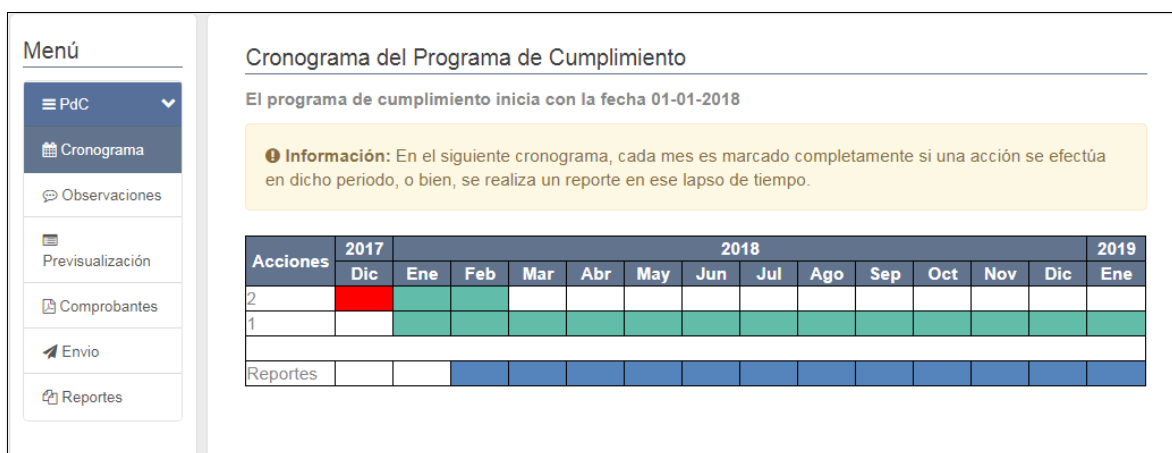 Menú
PdC
Cronograma
Observaciones
Previsualización
Comprobantes
Envio
Reportes
Cronograma del Programa de Cumplimiento
El programa de cumplimiento inicia con la fecha 01-01-2018
Información: En el siguiente cronograma, cada mes es marcado completamente si una acción se efectúa
en dicho periodo, o bien, se realiza un reporte en ese lapso de tiempo.
Acciones 2017 2018 2019
Dic Ene Feb Mar Abr May Jun Jul Ago Sep Oct Nov Dic Ene
2
1
Reportes